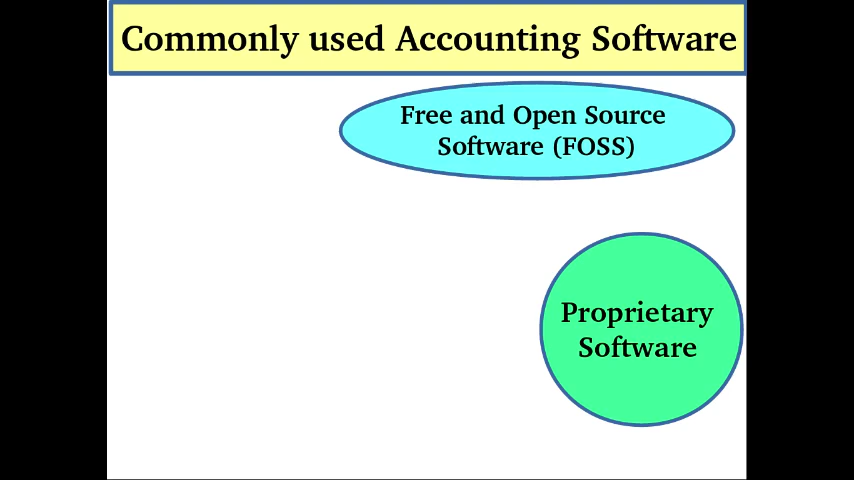 Commonly used Accounting Software
Free and Open Source
Software (FOSS)
Proprietary
Software